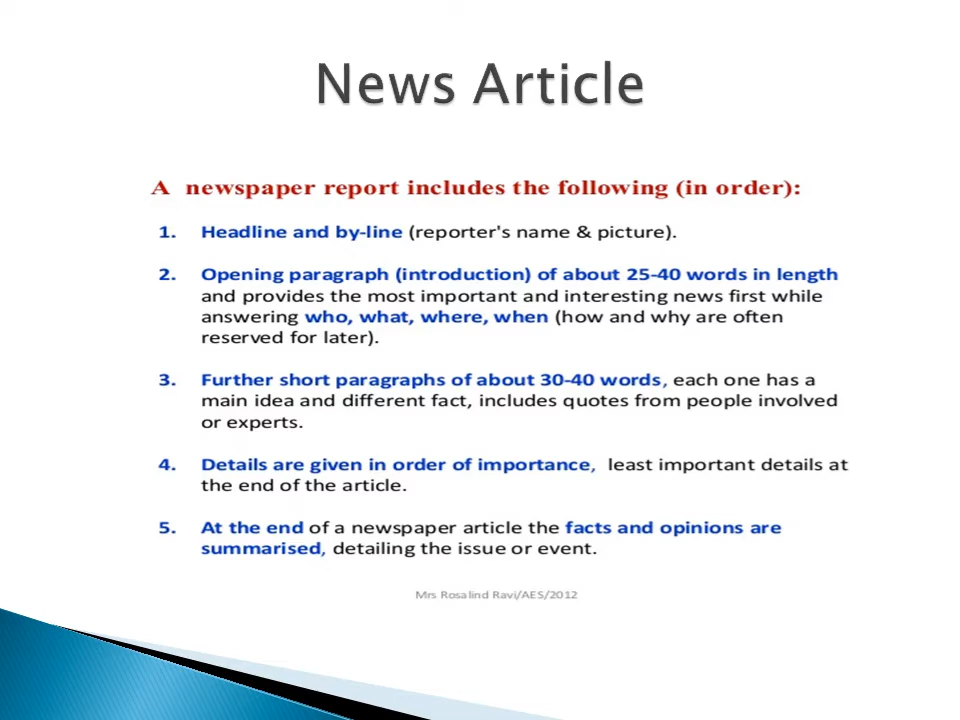 News Article
A newspaper report includes the following (in order):
1. Headline and by-line (reporter's name & picture).
2. Opening paragraph (introduction) of about 25-40 words in length
and provides the most important and interesting news first while
answering who, what, where, when (how and why are often
reserved for later).
3. Further short paragraphs of about 30-40 words, each one has a
main idea and different fact, includes quotes from people involved
or experts.
4. Details are given in order of importance, least important details at
the end of the article.
5. At the end of a newspaper article the facts and opinions are
summarised, detailing the issue or event.
Mrs Rosalind Ravi/AES/2012